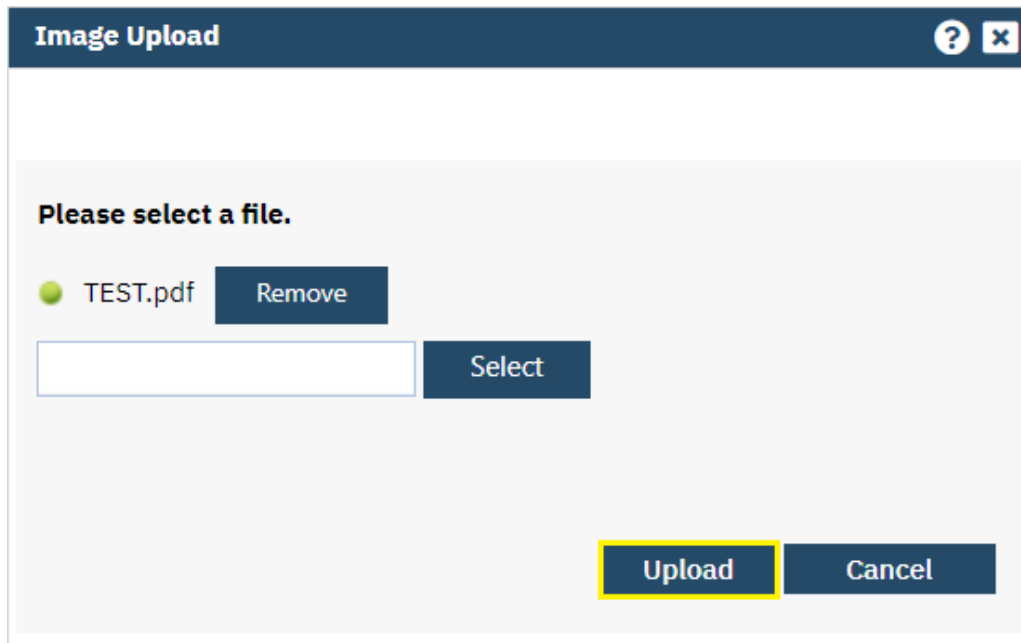 Image Upload ?
Please select a file.
TEST.pdf Remove
Select
Upload Cancel